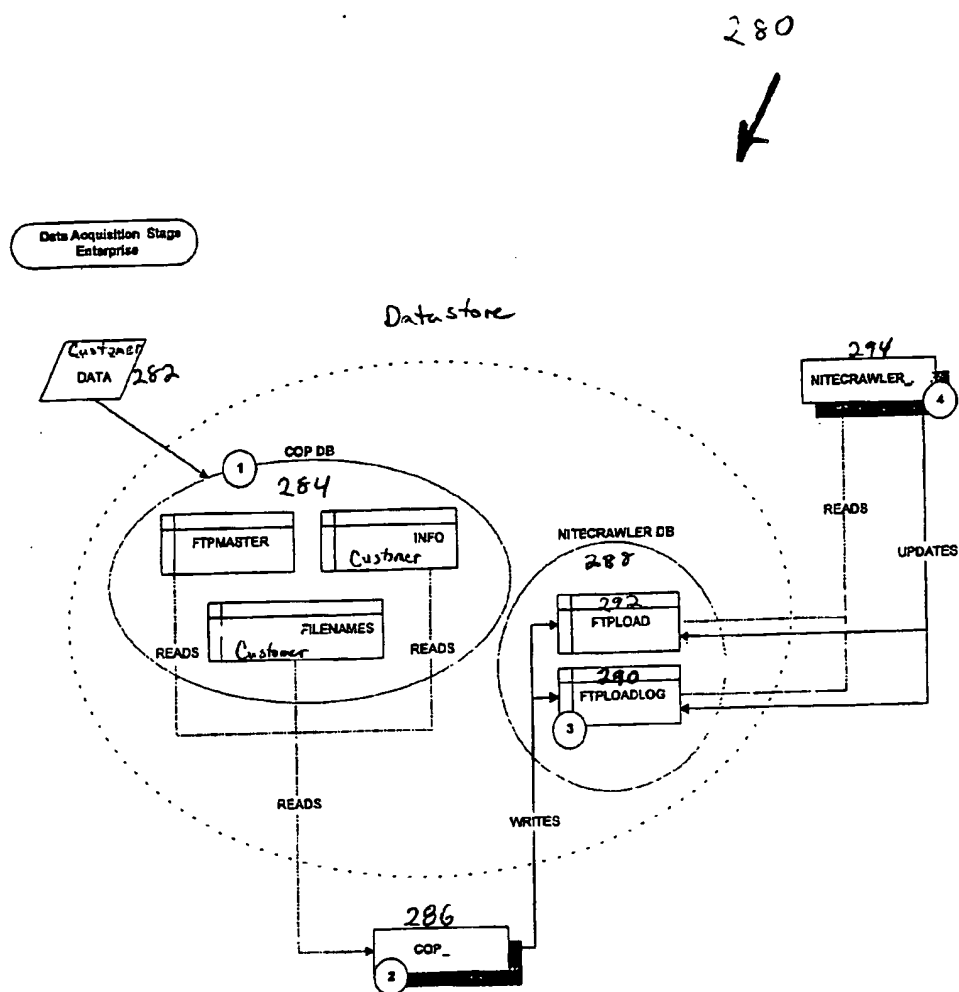 280
Data Acquisition Stage
Enterprise
Datastore
Customer
DATA 282
294
NITECRAWLER_
4
1
COP DB
284
FTPMASTER
INFO
Customer
FILENAMES
Customer
READS
READS
NITECRAWLER DB
288
292
FTPLOAD
290
FTPLOADLOG
3
READS
UPDATES
READS
WRITES
286
COP_
2